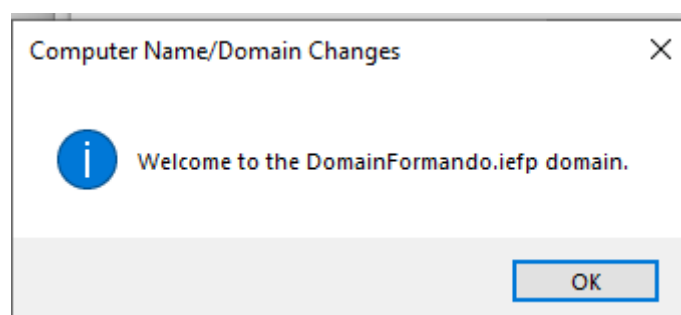 Computer Name/Domain Changes
Welcome to the DomainFormando.iefp domain.
OK